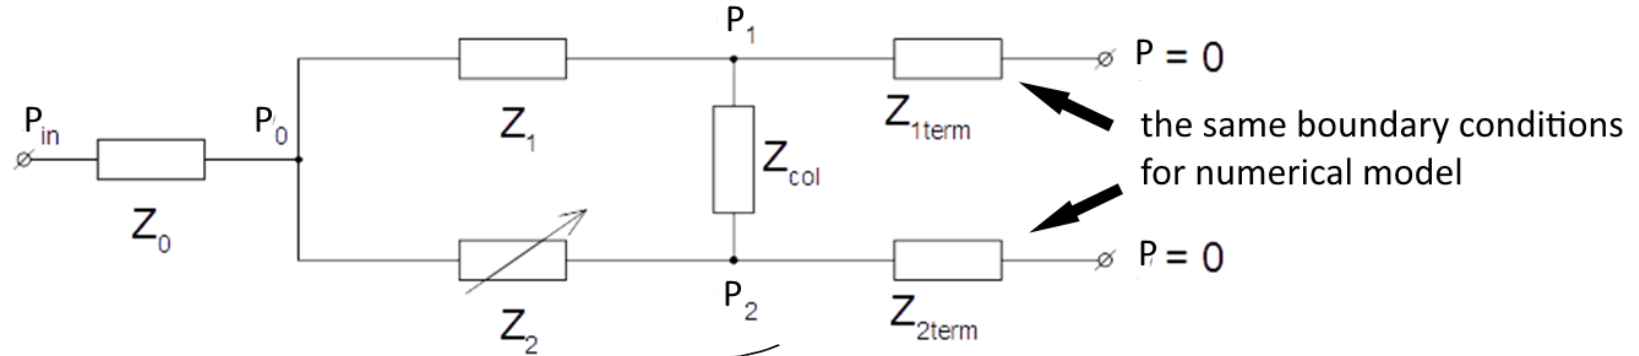 P1
Pin
P0
Z0
Z1
Zcol
Z1term
P = 0
the same boundary conditions
for numerical model
Z2
P2
Z2term
P = 0